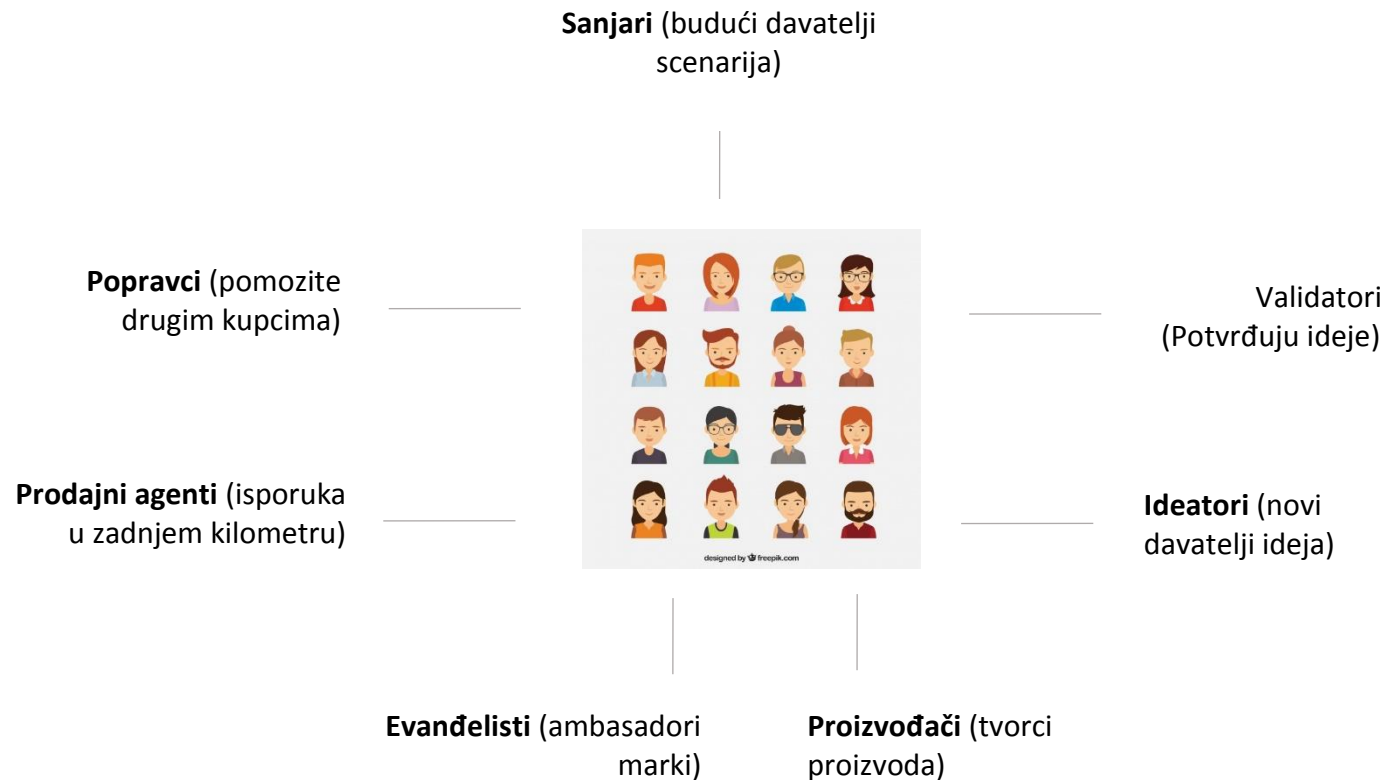 Sanjari (budući davatelji
scenarija)
Popravci (pomozite
drugim kupcima)
Validatori
(Potvrđuju ideje)
Prodajni agenti (isporuka
u zadnjem kilometru)
Ideatori (novi
davatelji ideja)
designed by freepik.com
Evanđelisti (ambasadori
marki)
Proizvođači (tvorci
proizvoda)